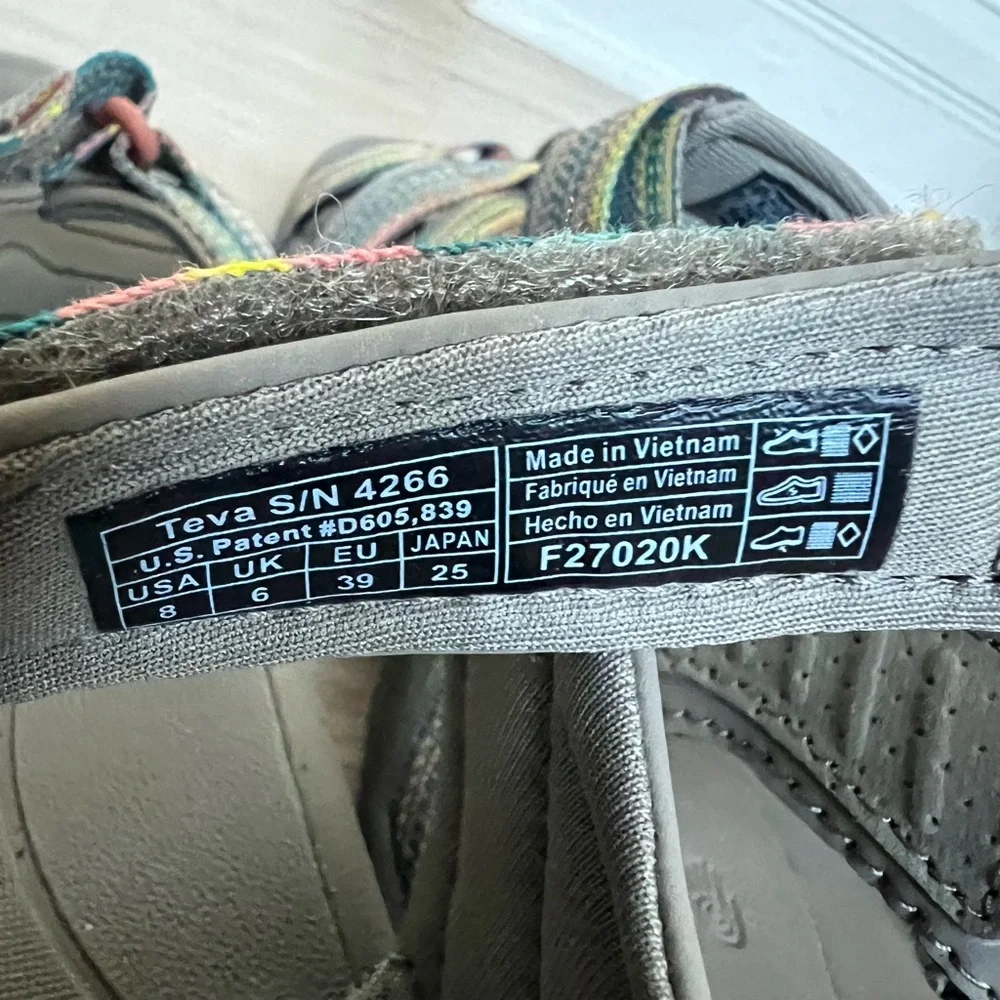 Teva S/N 4266
U.S. Patent #D605,839
USA UK EU JAPAN
8 6 39 25
Made in Vietnam
Fabriqué en Vietnam
Hecho en Vietnam
F27020K